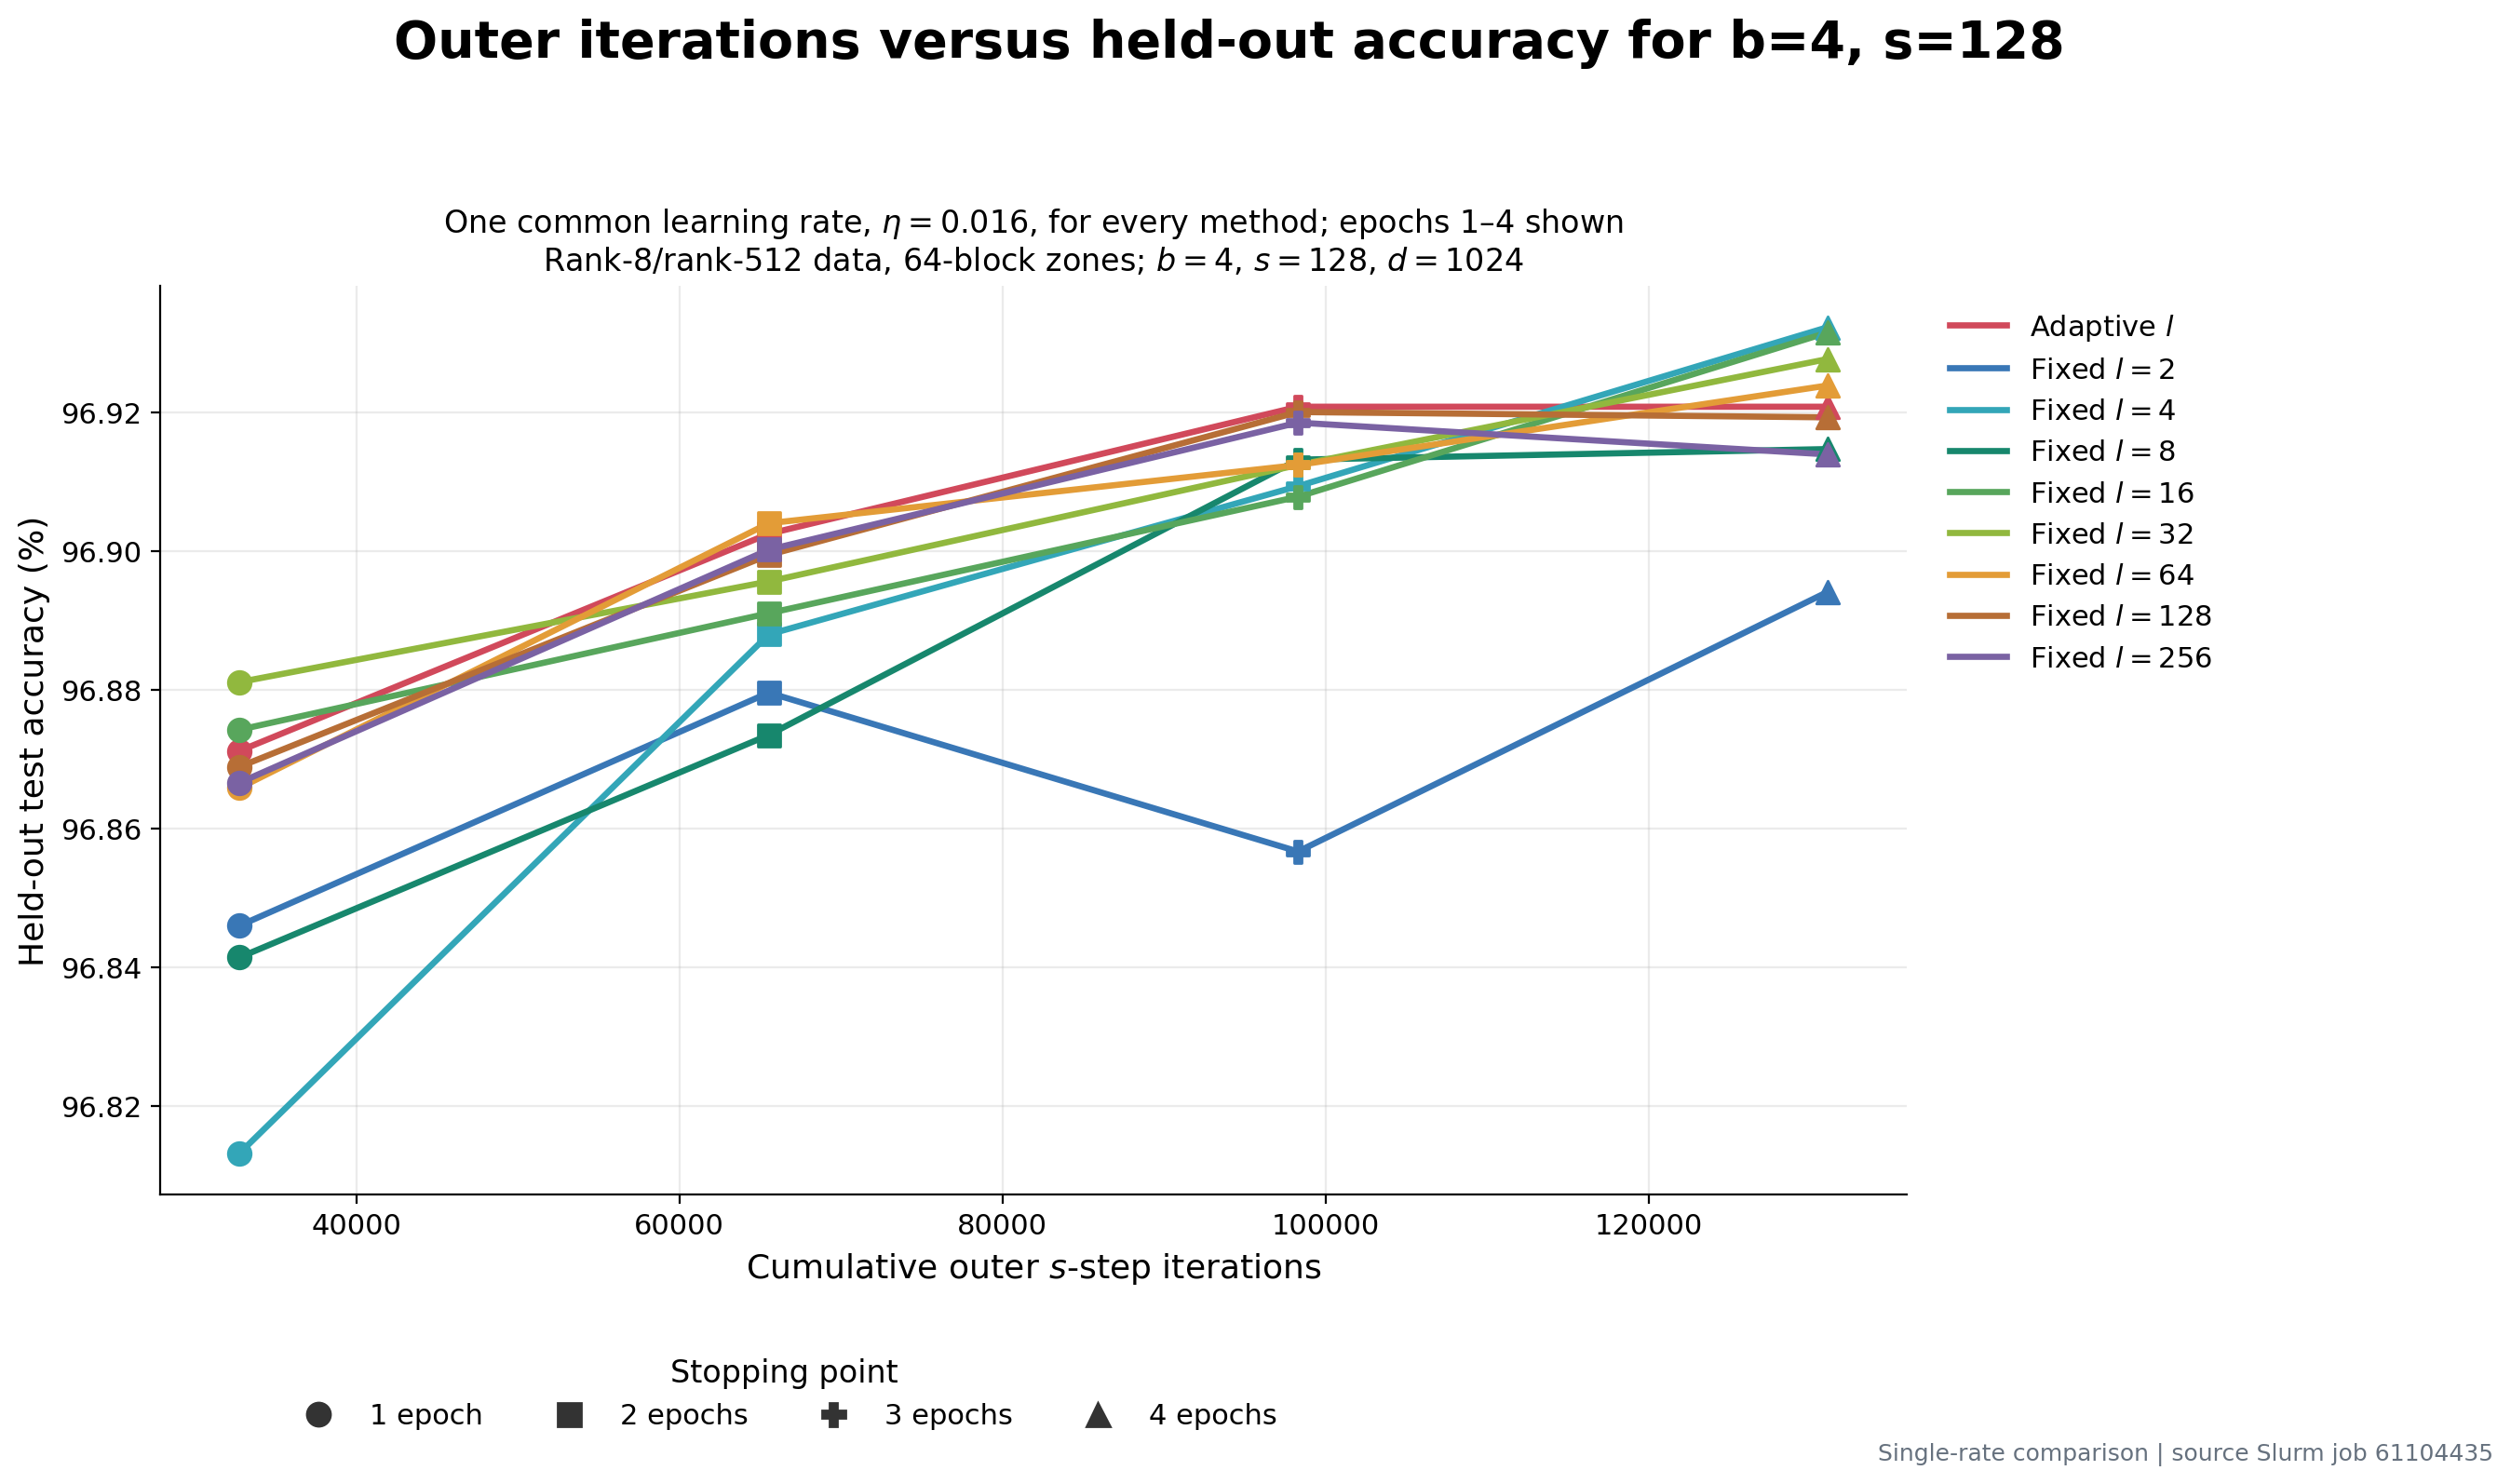 Outer iterations versus held-out accuracy for b=4, s=128
One common learning rate, η = 0.016, for every method; epochs 1–4 shown
Rank-8/rank-512 data, 64-block zones; b = 4, s = 128, d = 1024
Held-out test accuracy (%)
96.92
96.90
96.88
96.86
96.84
96.82
40000
60000
80000
100000
120000
Cumulative outer s-step iterations
Adaptive l
Fixed l = 2
Fixed l = 4
Fixed l = 8
Fixed l = 16
Fixed l = 32
Fixed l = 64
Fixed l = 128
Fixed l = 256
Stopping point
1 epoch
2 epochs
3 epochs
4 epochs
Single-rate comparison | source Slurm job 61104435